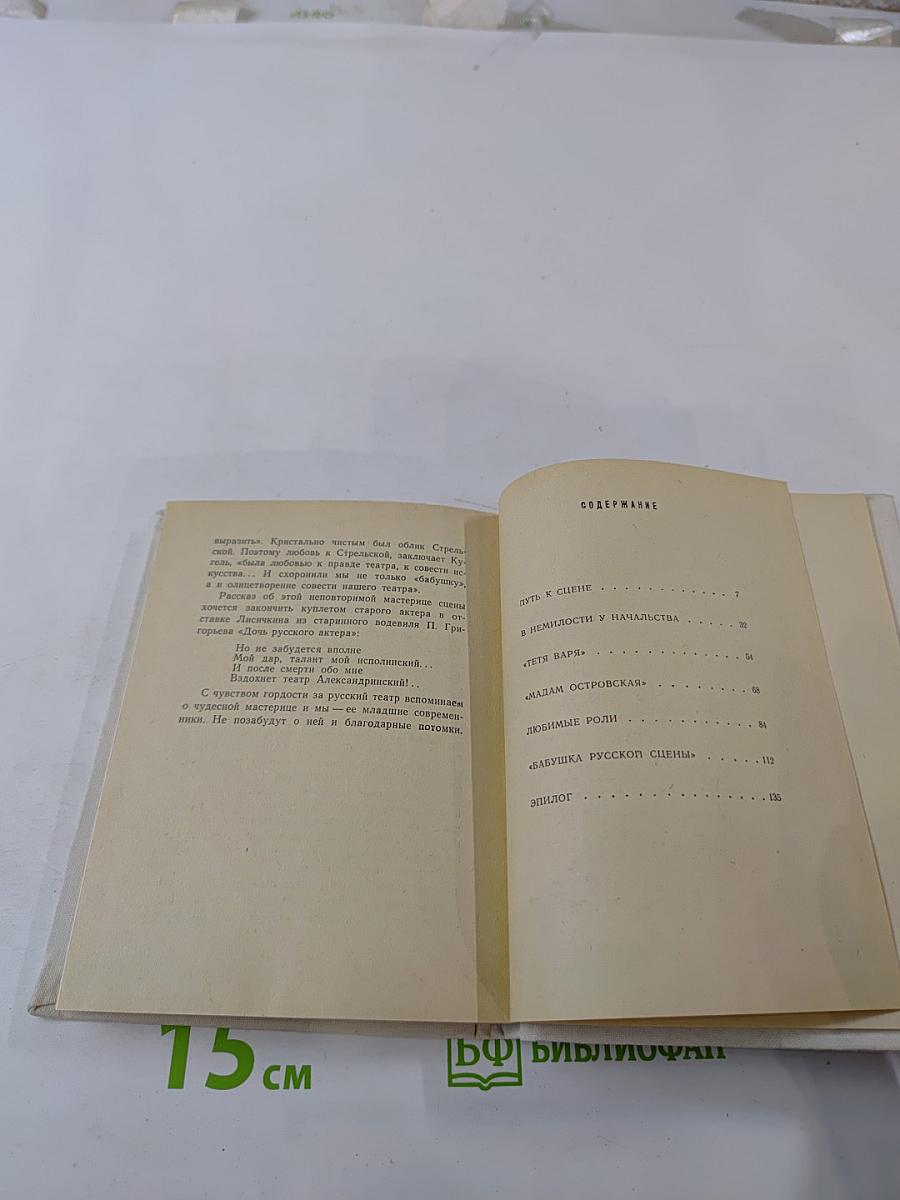 выразить». Кристально чистым был облик Стрель-
ской. Поэтому любовь к Стрельской, заключает Ку-
гель, «была любовью к правде театра, к совести ис-
кусства... И схоронили мы не только «бабушку»,
а и олицетворение совести нашего театра».
Рассказ об этой неповторимой мастерице сцены
хочется закончить куплетом старого актера в от-
ставке Лисичкина из старинного водевиля П. Гри-
горьева «Дочь русского актера»:
Но не забудется вполне
Мой дар, талант мой исполинский...
И после смерти обо мне
Вздохнет театр Александринский!..
С чувством гордости за русский театр вспоминаем
о чудесной мастерице и мы — ее младшие современ-
ники. Не позабудут о ней и благодарные потомки.
СОДЕРЖАНИЕ
ПУТЬ К СЦЕНЕ . . . . . . . . . . . . 7
В НЕМИЛОСТИ У НАЧАЛЬСТВА . . . . . 32
«ТЕТЯ ВАРЯ» . . . . . . . . . . . . 54
«МАДАМ ОСТРОВСКАЯ» . . . . . . . . 68
ЛЮБИМЫЕ РОЛИ . . . . . . . . . . . 84
«БАБУШКА РУССКОЙ СЦЕНЫ» . . . . . 112
ЭПИЛОГ . . . . . . . . . . . . . . 135
15 см
БФ БИБЛИОФАН